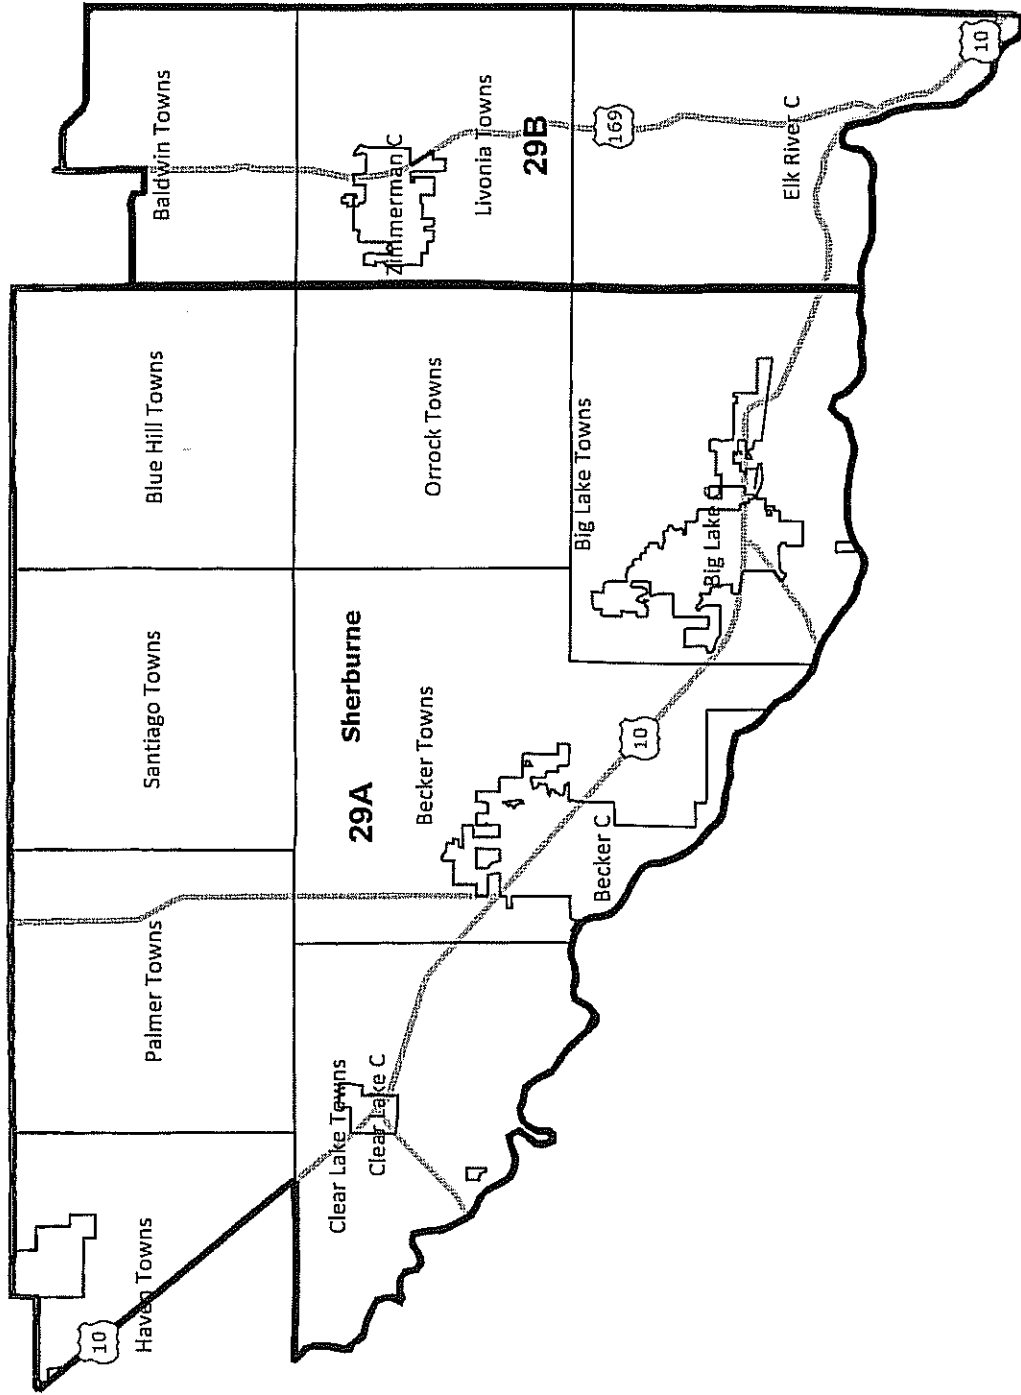 10
Haven Towns
Palmer Towns
Santiago Towns
Blue Hill Towns
Baldwin Towns
Clear Lake Towns
Clear Lake C
29A Sherburne
Becker Towns
Orrock Towns
Zimmerman C
Livonia Towns
29B
Becker C
Big Lake Towns
169
10
Big Lake C
Elk River C
10